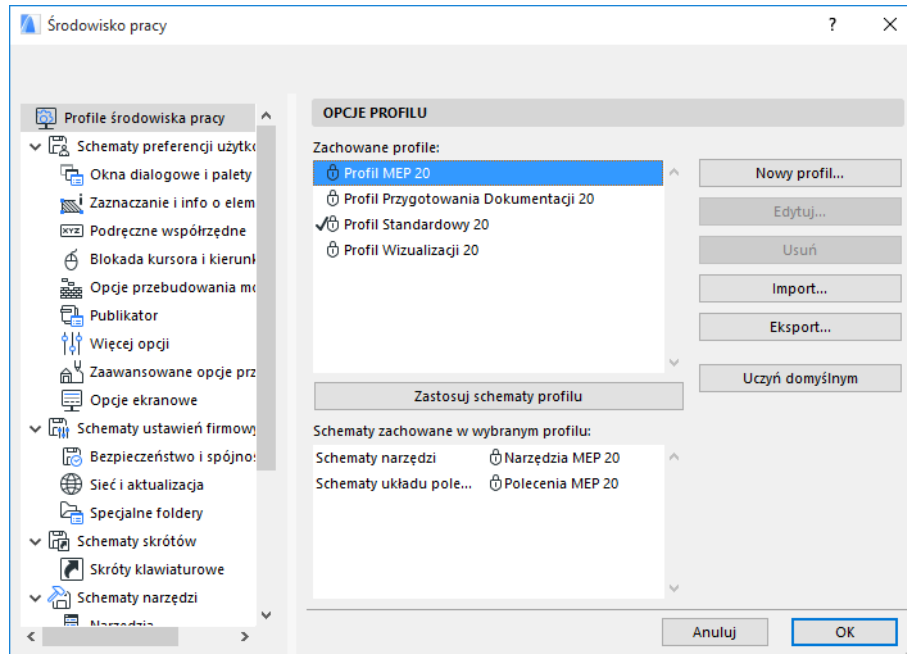 Środowisko pracy
Profile środowiska pracy
Schematy preferencji użytko
Okna dialogowe i palety
Zaznaczanie i info o elem
XYZ Podręczne współrzędne
Blokada kursora i kierunk
Opcje przebudowania mo
Publikator
Więcej opcji
Zaawansowane opcje prz
Opcje ekranowe
Schematy ustawień firmowy
Bezpieczeństwo i spójnoś
Sieć i aktualizacja
Specjalne foldery
Schematy skrótów
Skróty klawiaturowe
Schematy narzędzi
Narzędzia
OPCJE PROFILU
Zachowane profile:
Profil MEP 20
Profil Przygotowania Dokumentacji 20
Profil Standardowy 20
Profil Wizualizacji 20
Nowy profil...
Edytuj...
Usuń
Import...
Eksport...
Uczyń domyślnym
Zastosuj schematy profilu
Schematy zachowane w wybranym profilu:
Schematy narzędzi Narzędzia MEP 20
Schematy układu pole... Polecenia MEP 20
Anuluj OK